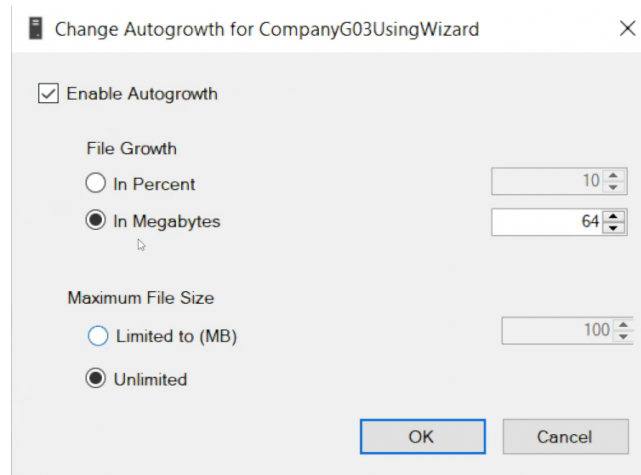 Change Autogrowth for CompanyG03UsingWizard
Enable Autogrowth
File Growth
In Percent 10
In Megabytes 64
Maximum File Size
Limited to (MB) 100
Unlimited
OK Cancel